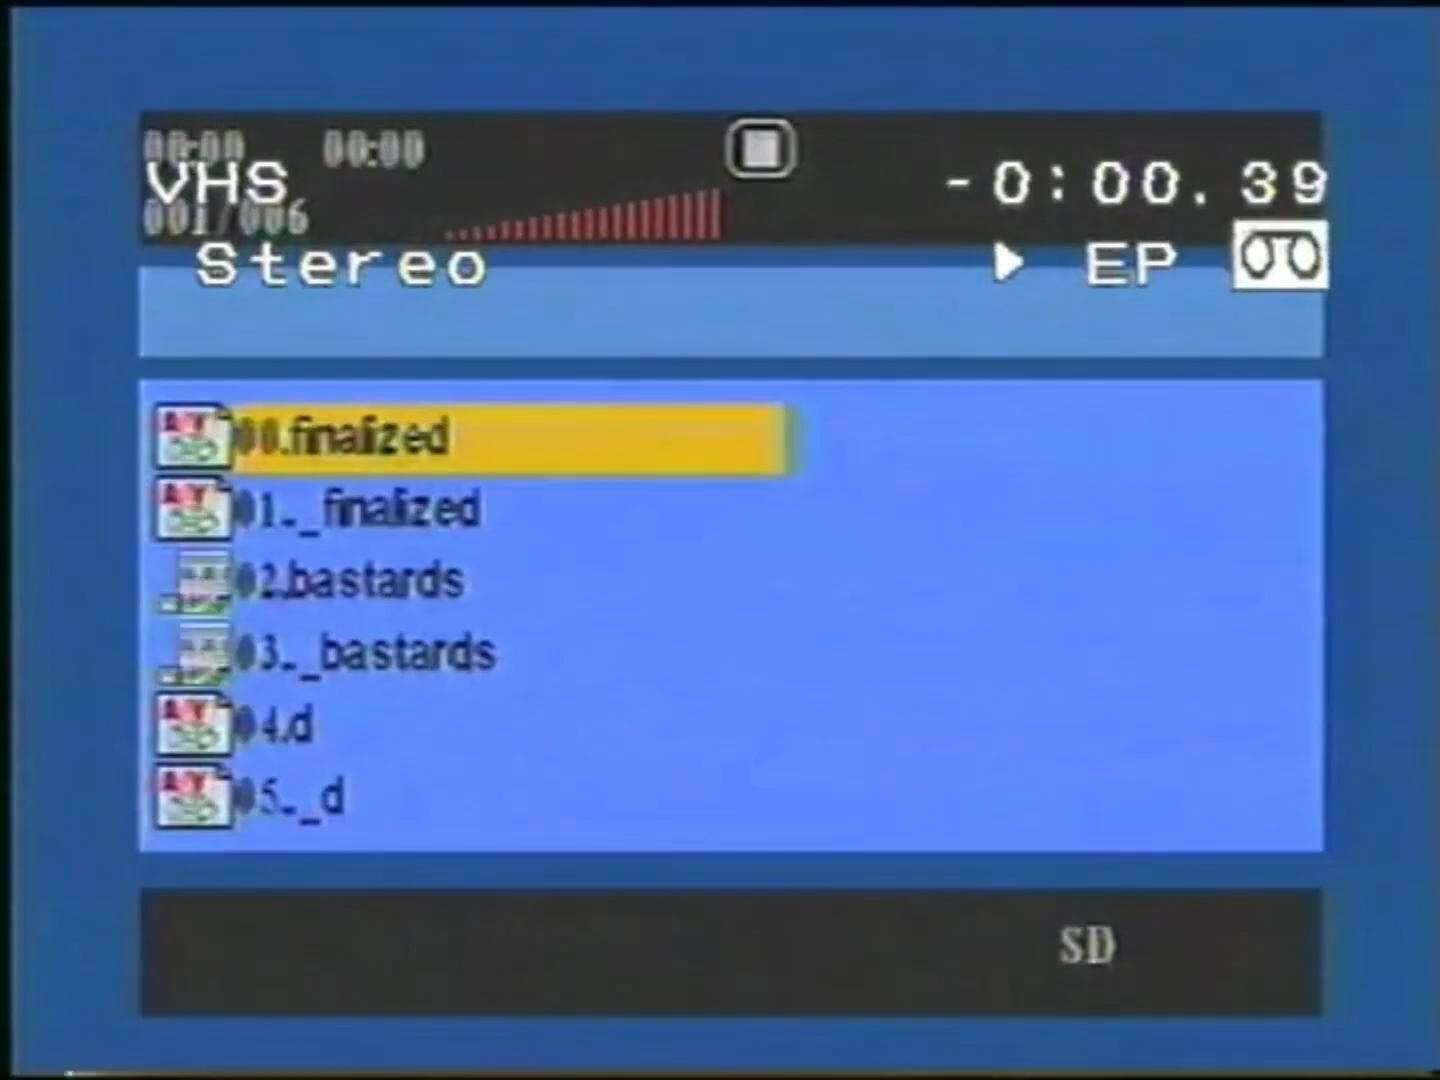 00:00 00:00
VHS -0:00.39
001/006
Stereo EP
00.finalized
01._finalized
02.bastards
03._bastards
04.d
05._d
SD